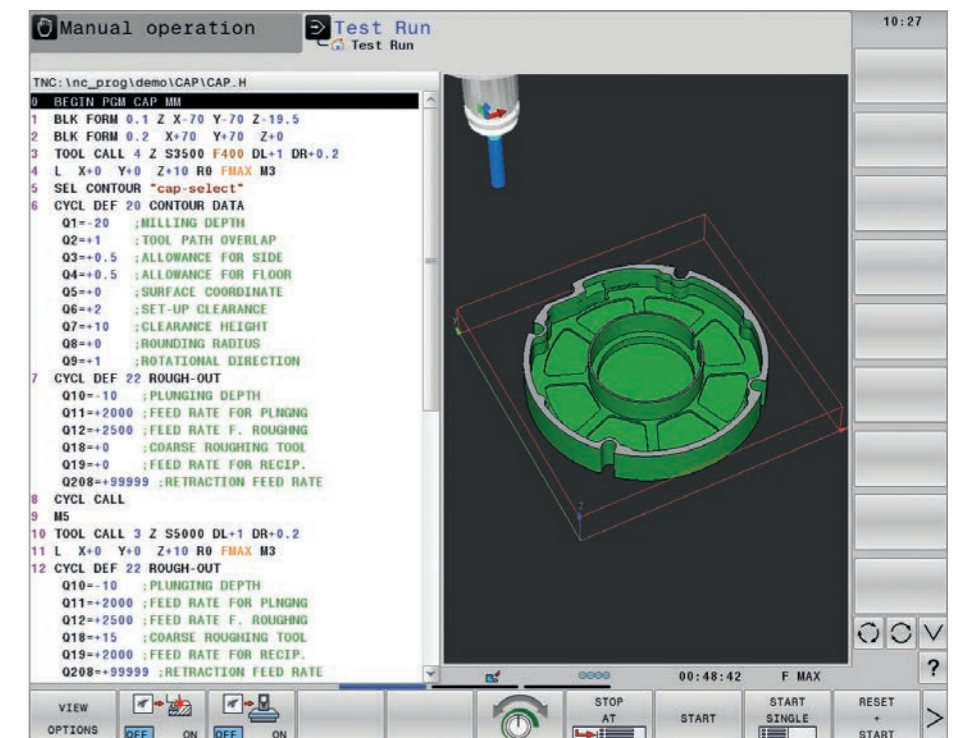 Manual operation
Test Run
Test Run
10:27
TNC:\nc_prog\demo\CAP\CAP.H
0 BEGIN PGM CAP MM
1 BLK FORM 0.1 Z X-70 Y-70 Z-19.5
2 BLK FORM 0.2 X+70 Y+70 Z+0
3 TOOL CALL 4 Z S3500 F400 DL+1 DR+0.2
4 L X+0 Y+0 Z+10 R0 FMAX M3
5 SEL CONTOUR "cap-select"
6 CYCL DEF 20 CONTOUR DATA
Q1=-20 ;MILLING DEPTH
Q2=+1 ;TOOL PATH OVERLAP
Q3=+0.5 ;ALLOWANCE FOR SIDE
Q4=+0.5 ;ALLOWANCE FOR FLOOR
Q5=+0 ;SURFACE COORDINATE
Q6=+2 ;SET-UP CLEARANCE
Q7=+10 ;CLEARANCE HEIGHT
Q8=+0 ;ROUNDING RADIUS
Q9=+1 ;ROTATIONAL DIRECTION
7 CYCL DEF 22 ROUGH-OUT
Q10=-10 ;PLUNGING DEPTH
Q11=+2000 ;FEED RATE FOR PLNGNG
Q12=+2500 ;FEED RATE F. ROUGHNG
Q18=+0 ;COARSE ROUGHING TOOL
Q19=+0 ;FEED RATE FOR RECIP.
Q208=+99999 ;RETRACTION FEED RATE
8 CYCL CALL
9 M5
10 TOOL CALL 3 Z S5000 DL+1 DR+0.2
11 L X+0 Y+0 Z+10 R0 FMAX M3
12 CYCL DEF 22 ROUGH-OUT
Q10=-10 ;PLUNGING DEPTH
Q11=+2000 ;FEED RATE FOR PLNGNG
Q12=+2500 ;FEED RATE F. ROUGHNG
Q18=+15 ;COARSE ROUGHING TOOL
Q19=+2000 ;FEED RATE FOR RECIP.
Q208=+99999 ;RETRACTION FEED RATE
Z
00:48:42 F MAX
?
VIEW
OPTIONS
OFF ON
OFF ON
STOP
AT
START
START
SINGLE
RESET
+
START